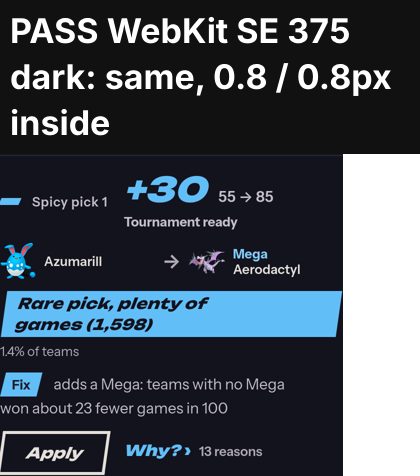 PASS WebKit SE 375
dark: same, 0.8 / 0.8px
inside
Spicy pick 1
+30 55 → 85
Tournament ready
Azumarill → Mega
Aerodactyl
Rare pick, plenty of
games (1,598)
1.4% of teams
Fix adds a Mega: teams with no Mega
won about 23 fewer games in 100
Apply Why? › 13 reasons